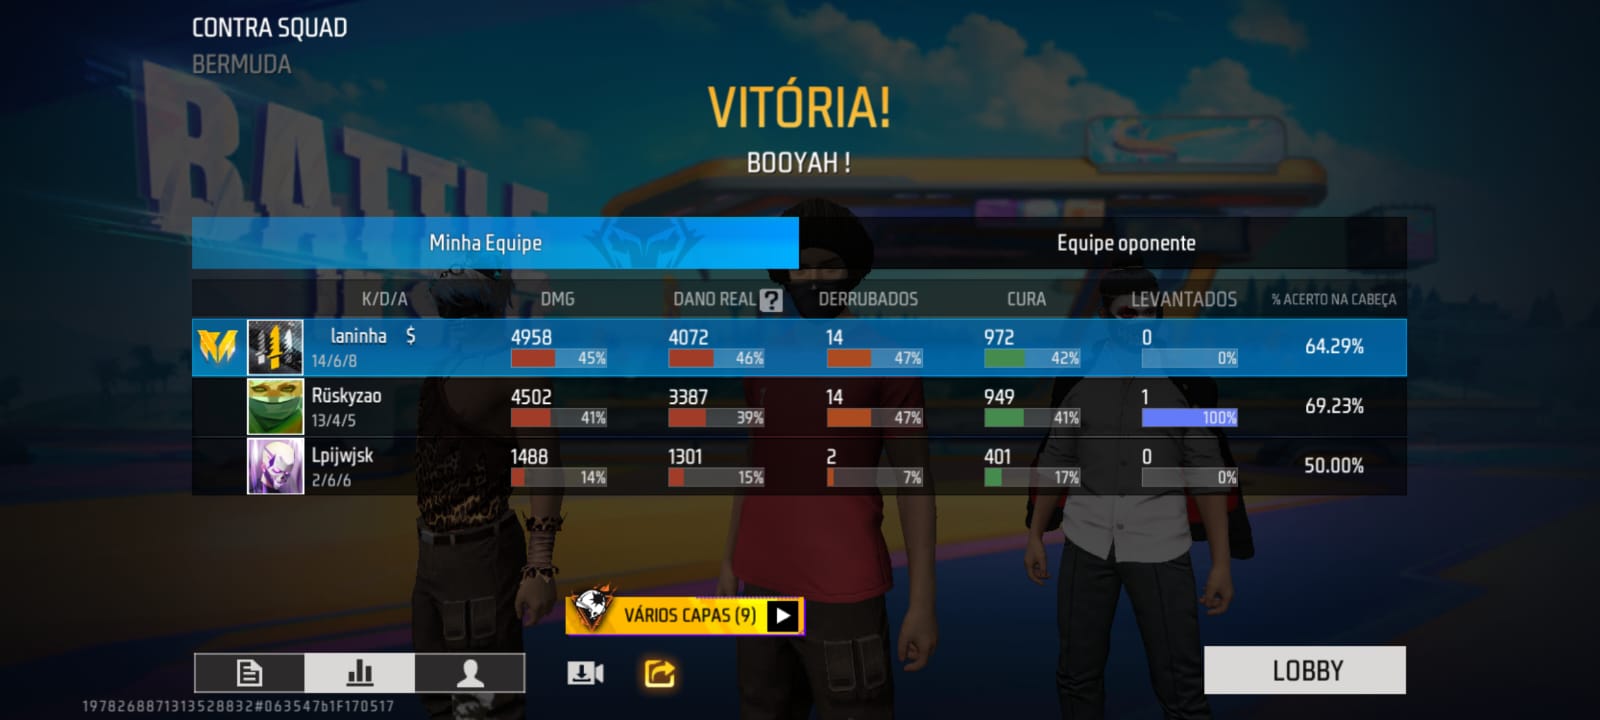 CONTRA SQUAD
BERMUDA
BATTLE
VITÓRIA!
BOOYAH !
Minha Equipe
Equipe oponente
K/D/A DMG DANO REAL ? DERRUBADOS CURA LEVANTADOS % ACERTO NA CABEÇA
laninha $ 4958 4072 14 972 0 64.29%
14/6/8 45% 46% 47% 42% 0%
Rüskyzao 4502 3387 14 949 1 69.23%
13/4/5 41% 39% 47% 41% 100%
Lpijwjsk 1488 1301 2 401 0 50.00%
2/6/6 14% 15% 7% 17% 0%
VÁRIOS CAPAS (9)
LOBBY
1978268871313528832#063547b1F170517